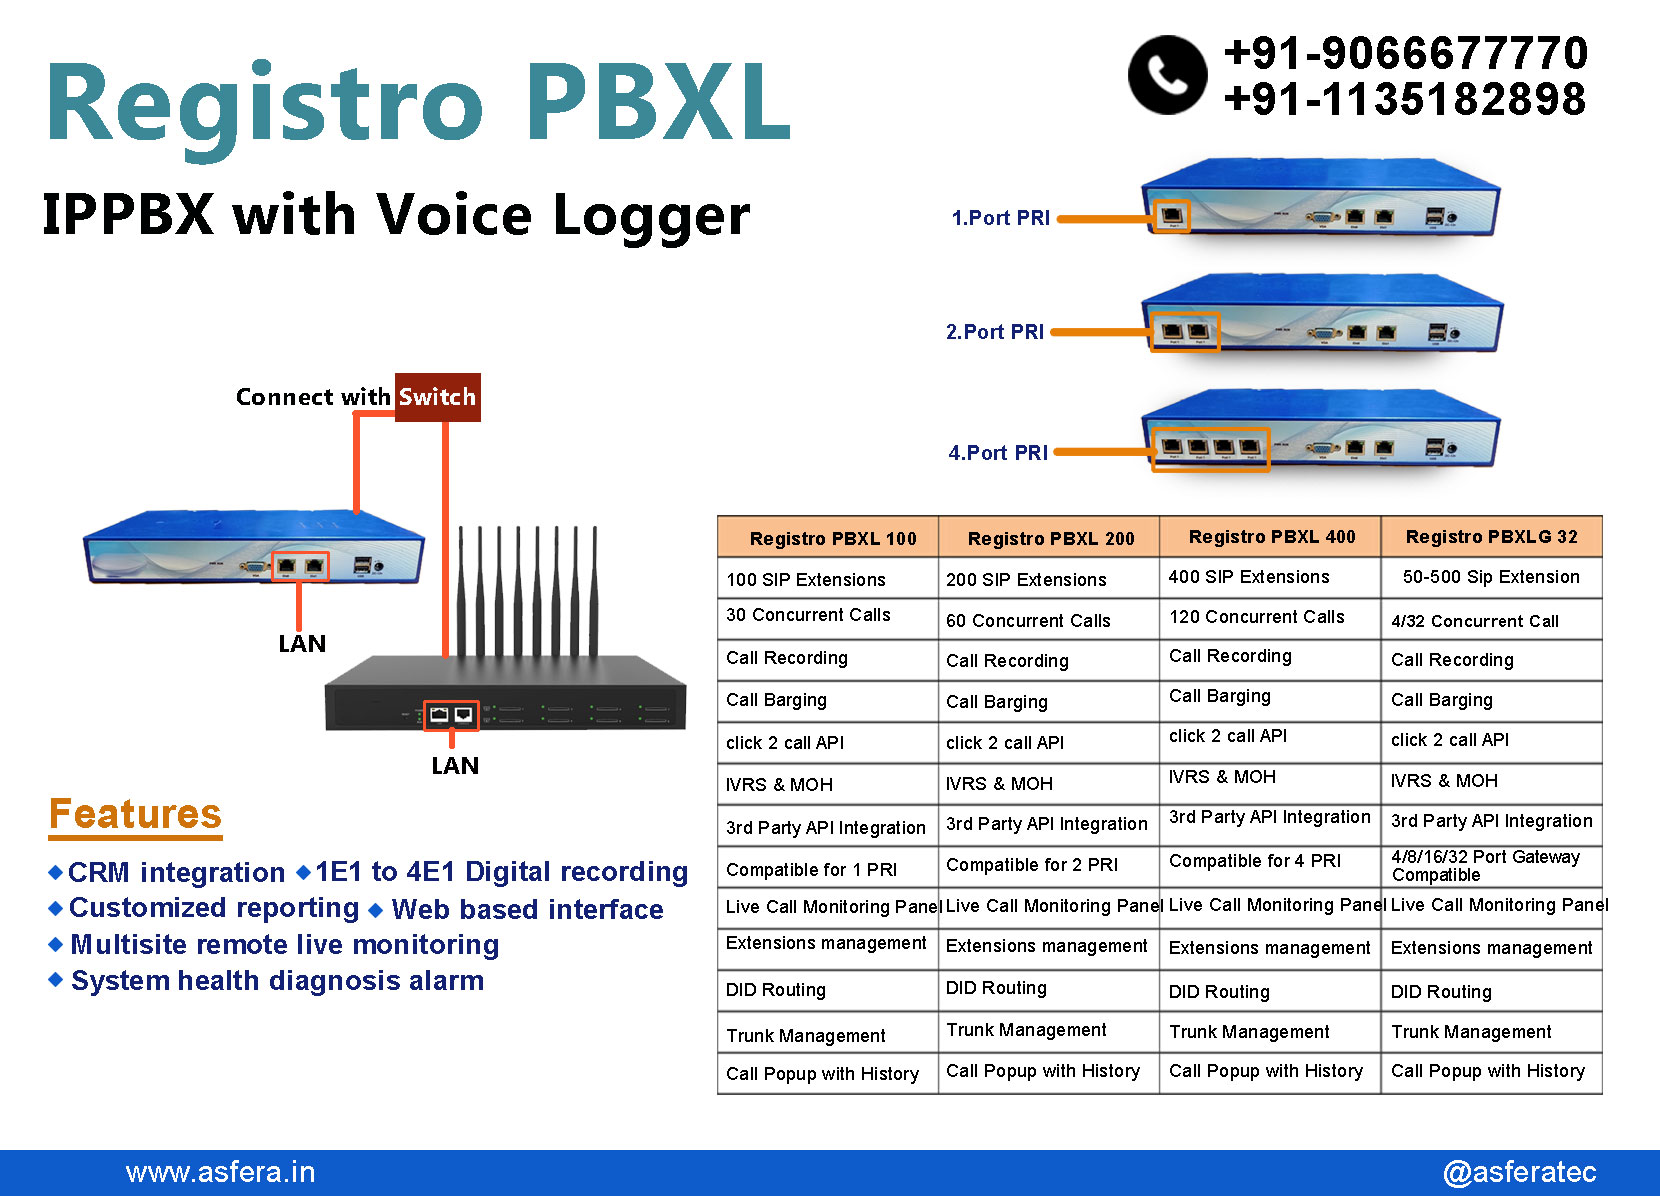 Registro PBXL
IPPBX with Voice Logger
+91-9066677770
+91-1135182898
1.Port PRI
2.Port PRI
4.Port PRI
Connect with Switch
LAN
LAN
Features
CRM integration 1E1 to 4E1 Digital recording
Customized reporting Web based interface
Multisite remote live monitoring
System health diagnosis alarm
Registro PBXL 100 Registro PBXL 200 Registro PBXL 400 Registro PBXLG 32
100 SIP Extensions 200 SIP Extensions 400 SIP Extensions 50-500 Sip Extension
30 Concurrent Calls 60 Concurrent Calls 120 Concurrent Calls 4/32 Concurrent Call
Call Recording Call Recording Call Recording Call Recording
Call Barging Call Barging Call Barging Call Barging
click 2 call API click 2 call API click 2 call API click 2 call API
IVRS & MOH IVRS & MOH IVRS & MOH IVRS & MOH
3rd Party API Integration 3rd Party API Integration 3rd Party API Integration 3rd Party API Integration
Compatible for 1 PRI Compatible for 2 PRI Compatible for 4 PRI 4/8/16/32 Port Gateway
Compatible
Live Call Monitoring Panel Live Call Monitoring Panel Live Call Monitoring Panel Live Call Monitoring Panel
Extensions management Extensions management Extensions management Extensions management
DID Routing DID Routing DID Routing DID Routing
Trunk Management Trunk Management Trunk Management Trunk Management
Call Popup with History Call Popup with History Call Popup with History Call Popup with History
www.asfera.in
@asferatec